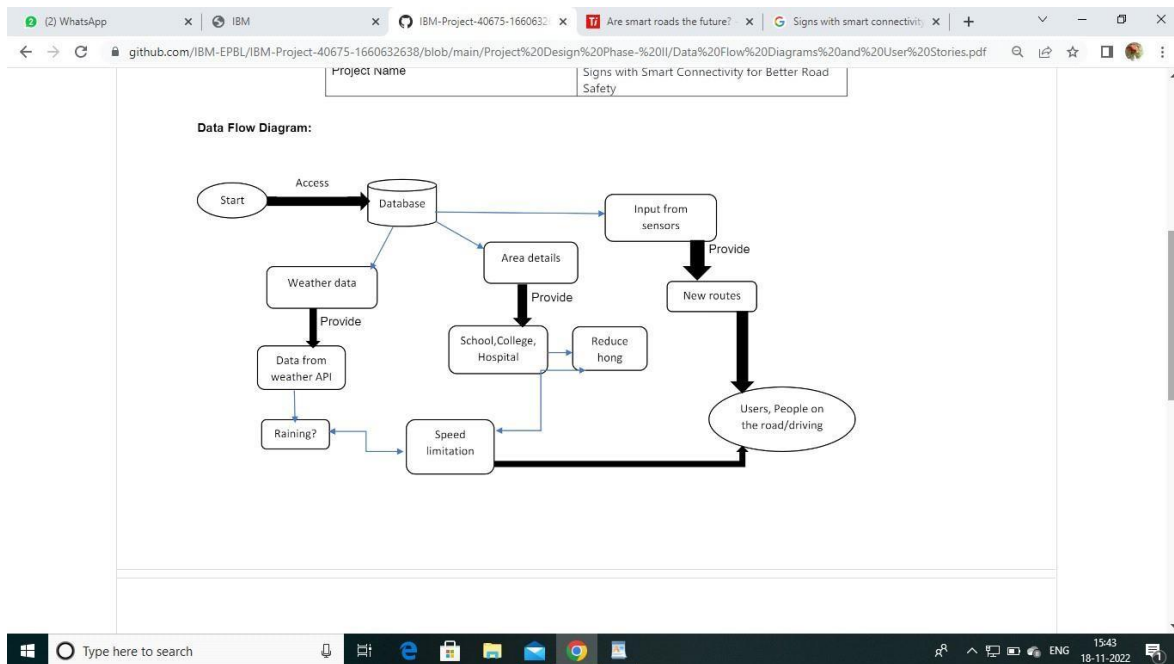 (2) WhatsApp
IBM
IBM-Project-40675-1660632
Are smart roads the future? -
Signs with smart connectivity
github.com/IBM-EPBL/IBM-Project-40675-1660632638/blob/main/Project%20Design%20Phase-%20II/Data%20Flow%20Diagrams%20and%20User%20Stories.pdf
Project Name
Signs with Smart Connectivity for Better Road
Safety
Data Flow Diagram:
Start
Access
Database
Input from
sensors
Provide
Area details
Weather data
New routes
Provide
Provide
School,College,
Hospital
Reduce
hong
Data from
weather API
Users, People on
the road/driving
Raining?
Speed
limitation
Type here to search
ENG
15:43
18-11-2022